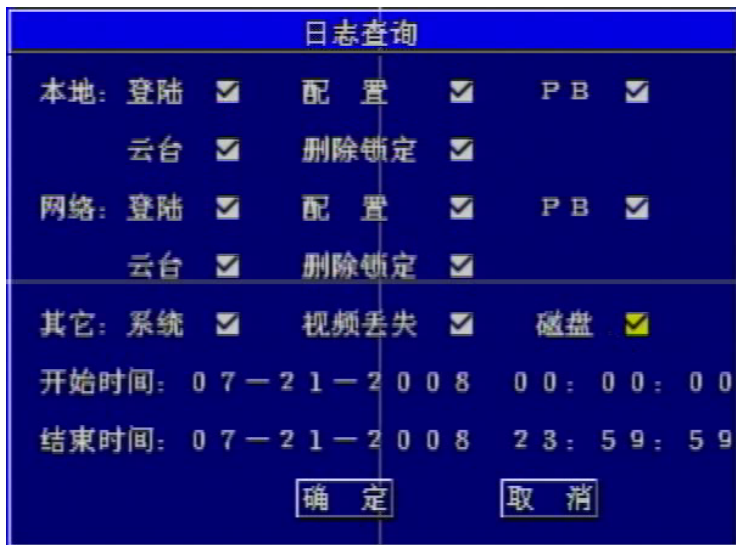 日志查询
本地: 登陆 配 置 PB
云台 删除锁定
网络: 登陆 配 置 PB
云台 删除锁定
其它: 系统 视频丢失 磁盘
开始时间: 07-21-2008 00:00:00
结束时间: 07-21-2008 23:59:59
确 定 取 消